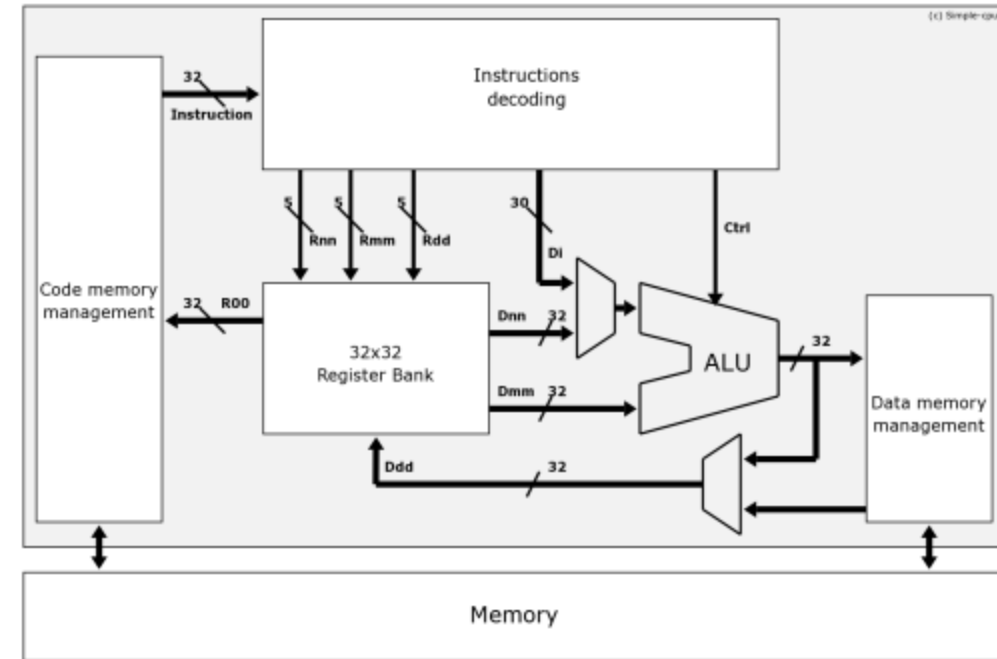 (c) Simple-cpu
Instructions
decoding
32
Instruction
5
5
5
30
Rnn
Rmm
Rdd
Di
Ctrl
Code memory
management
32
R00
32x32
Register Bank
Dnn
32
Dmm
32
ALU
32
Data memory
management
Ddd
32
Memory